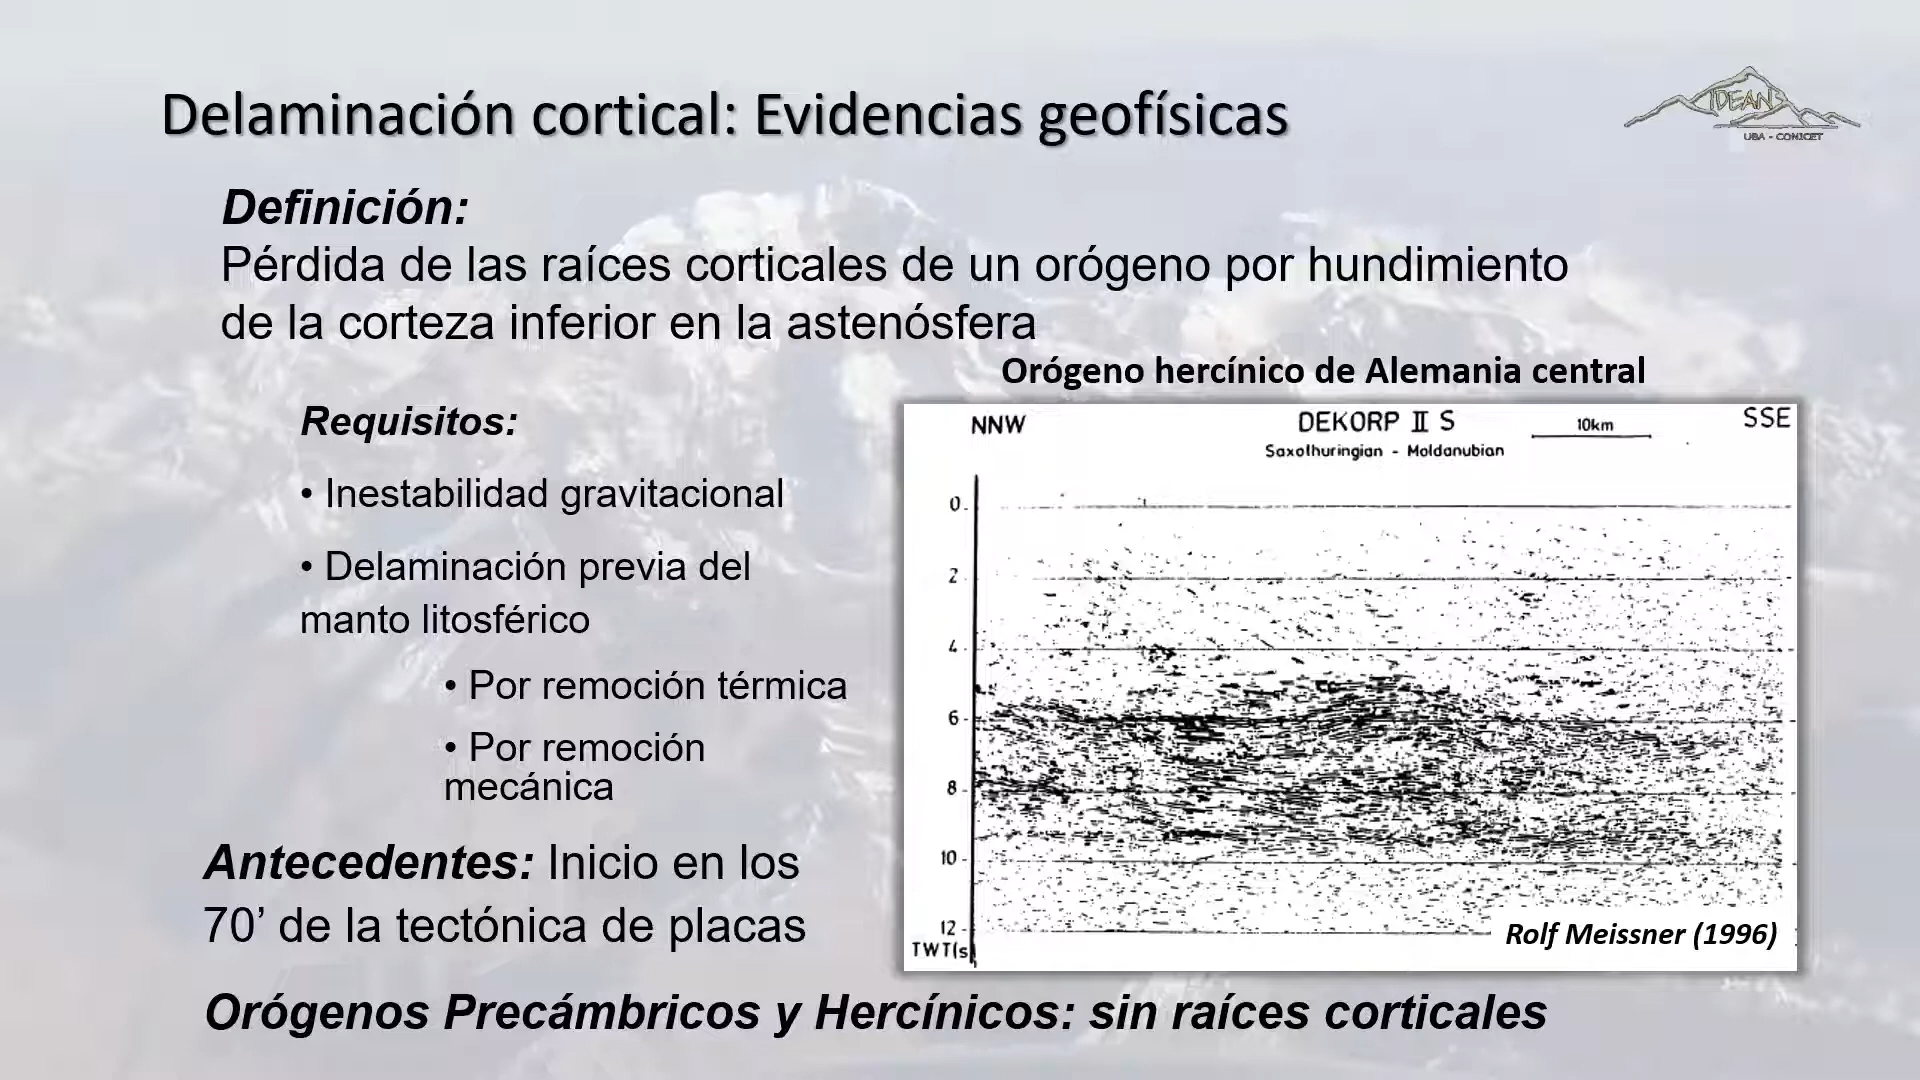 Delaminación cortical: Evidencias geofísicas
IDEAN
UBA - CONICET
Definición:
Pérdida de las raíces corticales de un orógeno por hundimiento
de la corteza inferior en la astenósfera
Requisitos:
• Inestabilidad gravitacional
• Delaminación previa del
manto litosférico
• Por remoción térmica
• Por remoción
mecánica
Antecedentes: Inicio en los
70’ de la tectónica de placas
Orógeno hercínico de Alemania central
NNW
DEKORP II S
10km
SSE
Saxothuringian - Moldanubian
0
2
4
6
8
10
12
TWT(s)
Rolf Meissner (1996)
Orógenos Precámbricos y Hercínicos: sin raíces corticales